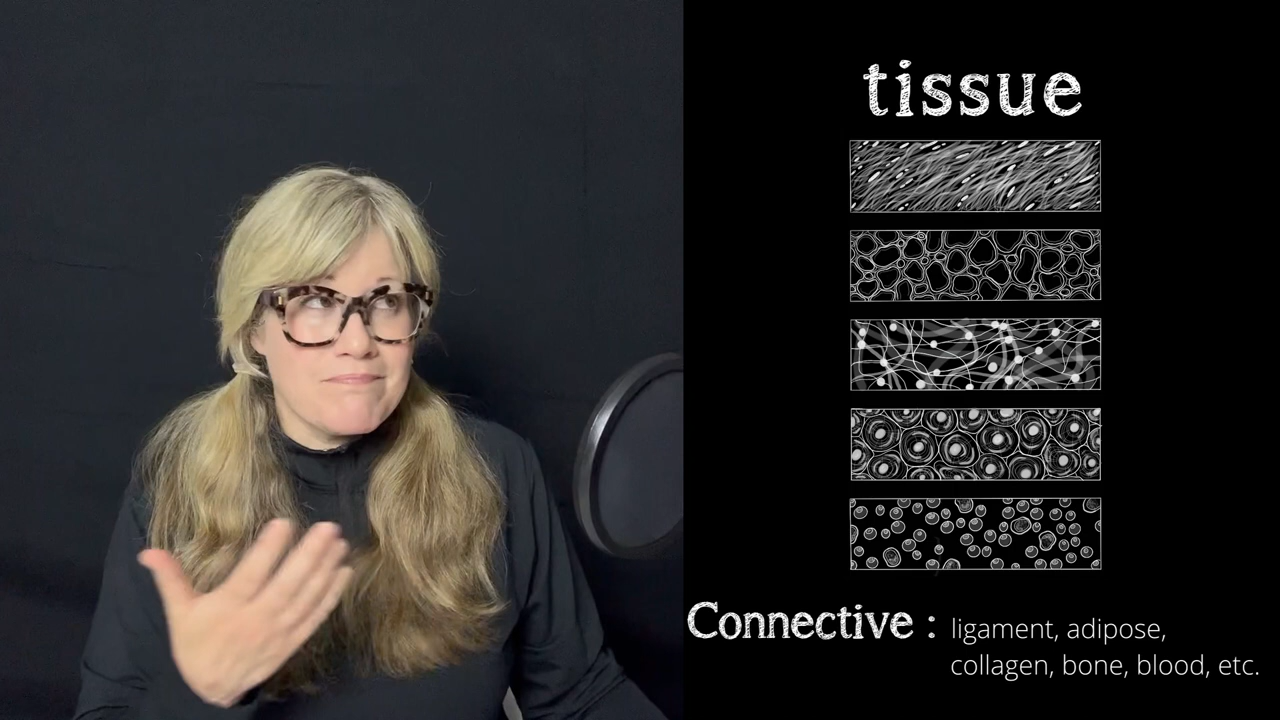 tissue
Connective : ligament, adipose,
collagen, bone, blood, etc.